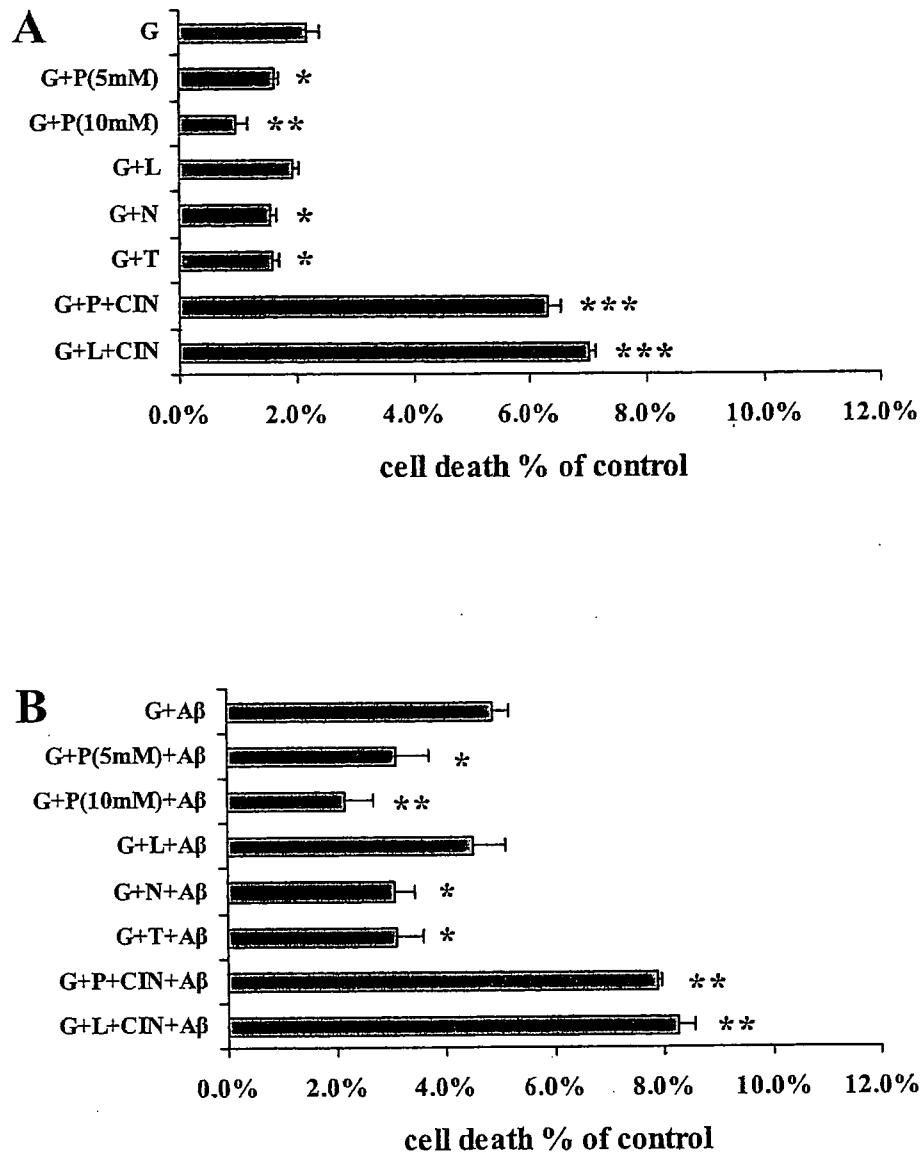 A
G
G+P(5mM)
*
G+P(10mM)
**
G+L
G+N
*
G+T
*
G+P+CIN
***
G+L+CIN
***
0.0% 2.0% 4.0% 6.0% 8.0% 10.0% 12.0%
cell death % of control
B
G+Aβ
G+P(5mM)+Aβ
*
G+P(10mM)+Aβ
**
G+L+Aβ
G+N+Aβ
*
G+T+Aβ
*
G+P+CIN+Aβ
**
G+L+CIN+Aβ
**
0.0% 2.0% 4.0% 6.0% 8.0% 10.0% 12.0%
cell death % of control